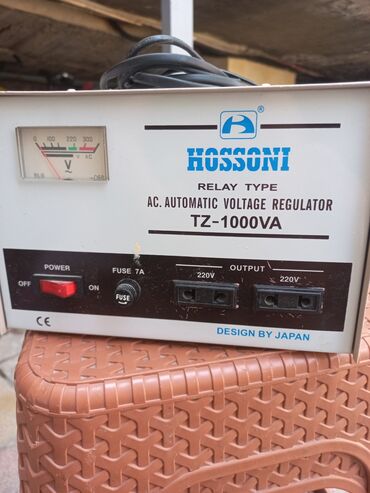 0 100 220 300
V AC
V
®
HOSSONI
RELAY TYPE
AC. AUTOMATIC VOLTAGE REGULATOR
TZ-1000VA
POWER
OFF
ON
FUSE 7A
FUSE
OUTPUT
220V
220V
CE
DESIGN BY JAPAN